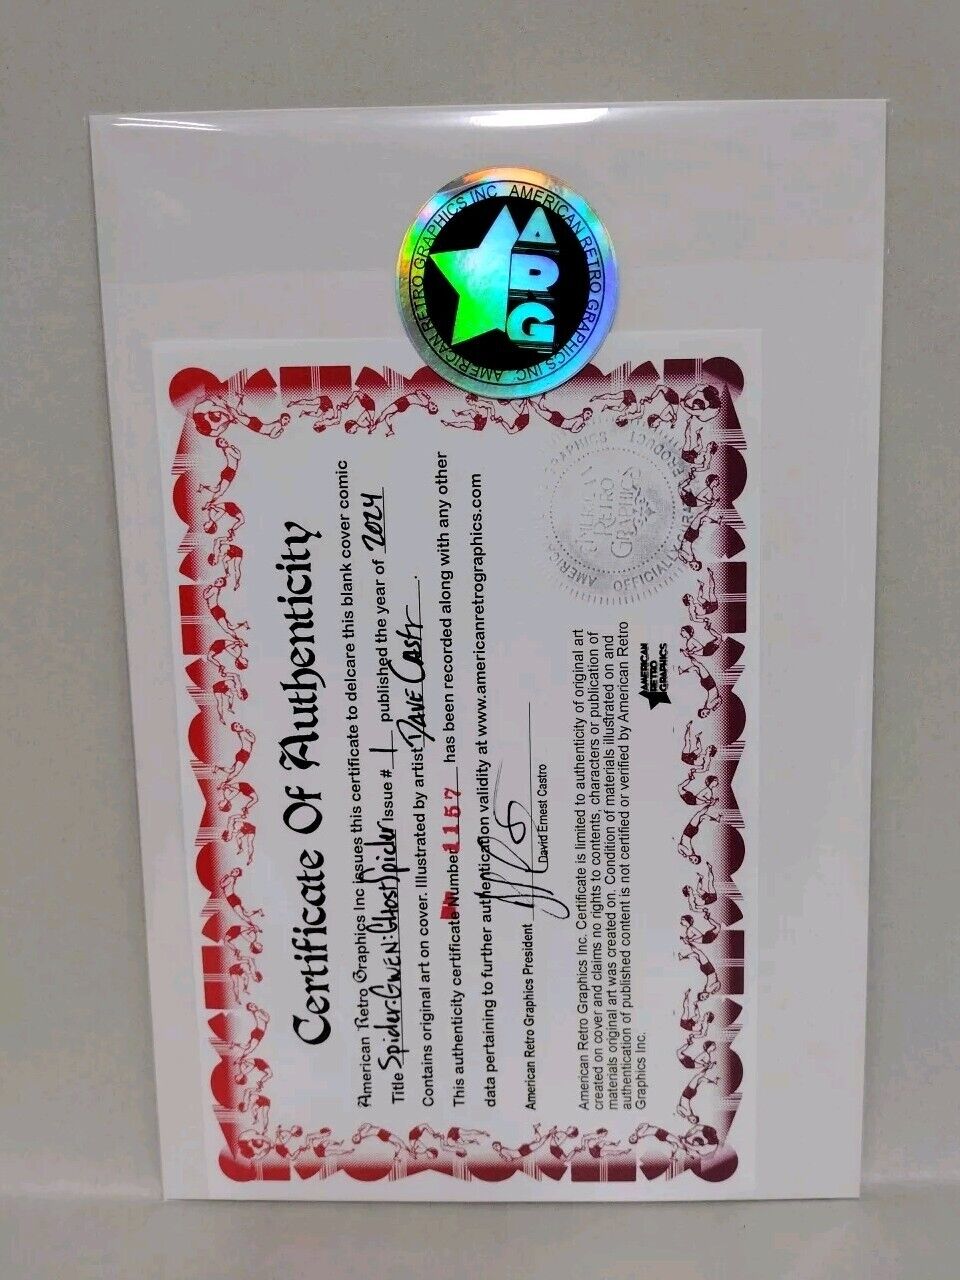 AMERICAN RETRO GRAPHICS INC AMERICAN RETRO GRAPHICS INC
ARG
Certificate Of Authenticity
American Retro Graphics Inc issues this certificate to delcare this blank cover comic
Title Spider-GWEN: GHOST SPIDER Issue # 1 published the year of 2024
Contains original art on cover. Illustrated by artist DAVE Castr.
This authenticity certificate Number 1157 has been recorded along with any other
data pertaining to further authentication validity at www.americanretrographics.com
American Retro Graphics President
David Ernest Castro
American Retro Graphics Inc. Certificate is limited to authenticity of original art
created on cover and claims no rights to contents, characters or publication of
materials original art was created on. Condition of materials illustrated on and
authentication of published content is not certified or verified by American Retro
Graphics Inc.
AMERICAN
RETRO
GRAPHICS
AMERICAN
RETRO
GRAPHICS
OFFICIALLY
PRODUCT